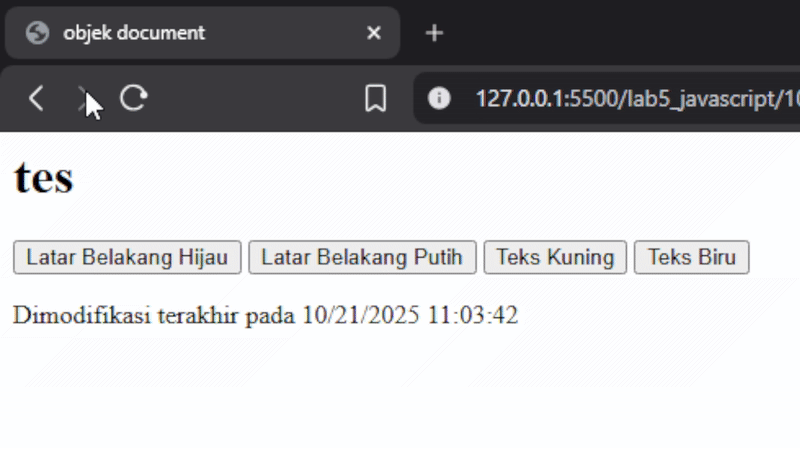 objek document
127.0.0.1:5500/lab5_javascript/10
tes
Latar Belakang Hijau Latar Belakang Putih Teks Kuning Teks Biru
Dimodifikasi terakhir pada 10/21/2025 11:03:42